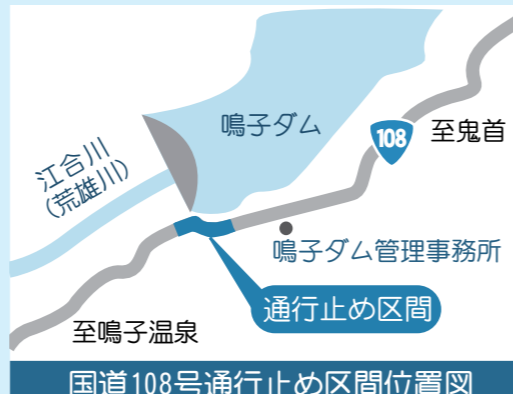 鳴子ダム
108
至鬼首
江合川
(荒雄川)
鳴子ダム管理事務所
通行止め区間
至鳴子温泉
国道108号通行止め区間位置図